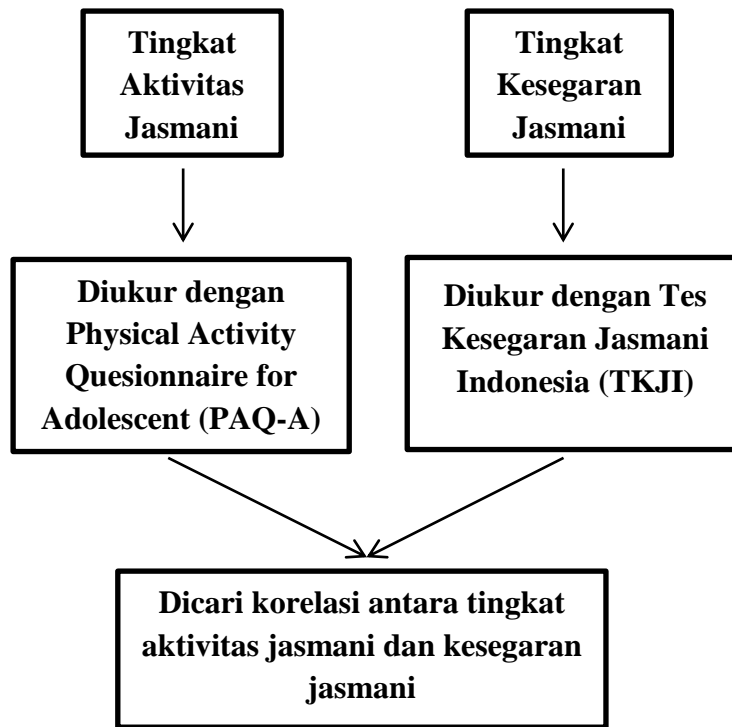 Tingkat
Aktivitas
Jasmani
Tingkat
Kesegaran
Jasmani
Diukur dengan
Physical Activity
Quesionnaire for
Adolescent (PAQ-A)
Diukur dengan Tes
Kesegaran Jasmani
Indonesia (TKJI)
Dicari korelasi antara tingkat
aktivitas jasmani dan kesegaran
jasmani